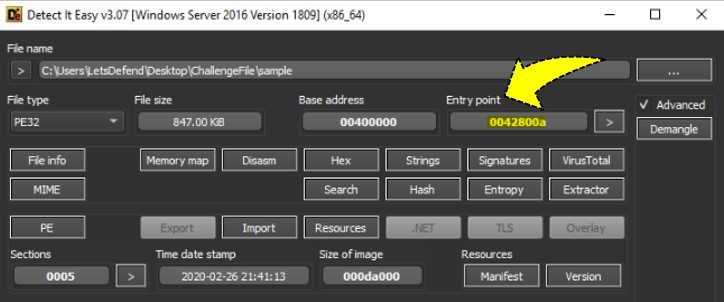 Detect It Easy v3.07 [Windows Server 2016 Version 1809] (x86_64)
File name
> C:\Users\LetsDefend\Desktop\ChallengeFile\sample ...
File type File size Base address Entry point
PE32 847.00 KiB 00400000 0042800a >
Advanced
Demangle
File info Memory map Disasm Hex Strings Signatures VirusTotal
MIME Search Hash Entropy Extractor
PE Export Import Resources .NET TLS Overlay
Sections Time date stamp Size of image Resources
0005 > 2020-02-26 21:41:13 000da000 Manifest Version